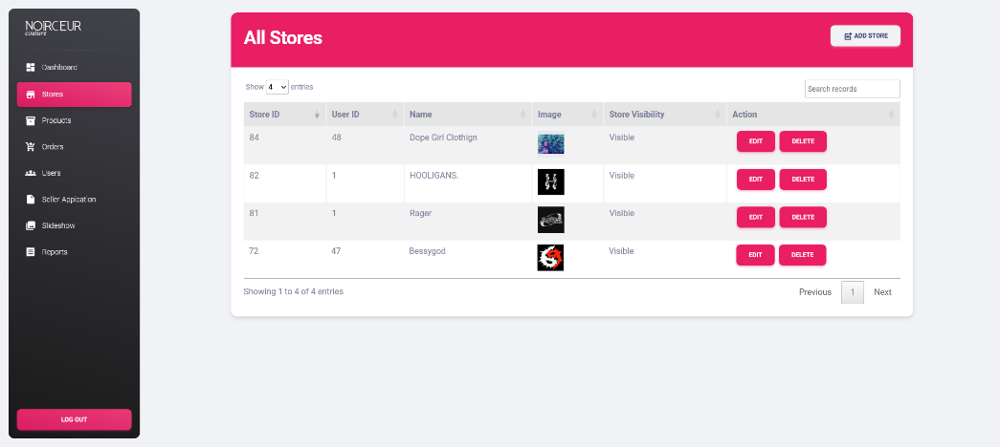 NOIRCEUR
couture
Dashboard
Stores
Products
Orders
Users
Seller Appication
Slideshow
Reports
LOG OUT
All Stores
ADD STORE
Show 4 entries
Search records
Store ID User ID Name Image Store Visibility Action
84 48 Dope Girl Clothign Visible EDIT DELETE
82 1 HOOLIGANS. Visible EDIT DELETE
81 1 Rager Visible EDIT DELETE
72 47 Bessygod Visible EDIT DELETE
Showing 1 to 4 of 4 entries
Previous 1 Next